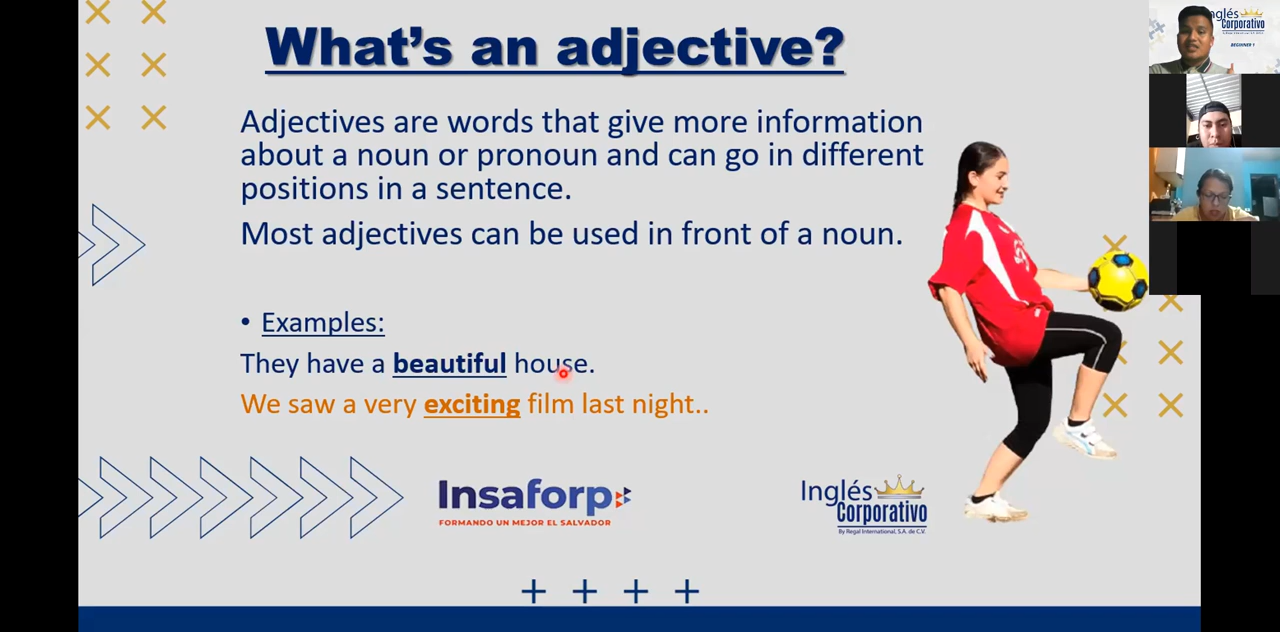 What's an adjective?
Adjectives are words that give more information
about a noun or pronoun and can go in different
positions in a sentence.
Most adjectives can be used in front of a noun.
• Examples:
They have a beautiful house.
We saw a very exciting film last night..
Insaforp
FORMANDO UN MEJOR EL SALVADOR
Inglés
Corporativo
By Regal International, S.A. de C.V.
Inglés
Corporativo
BEGINNER 1